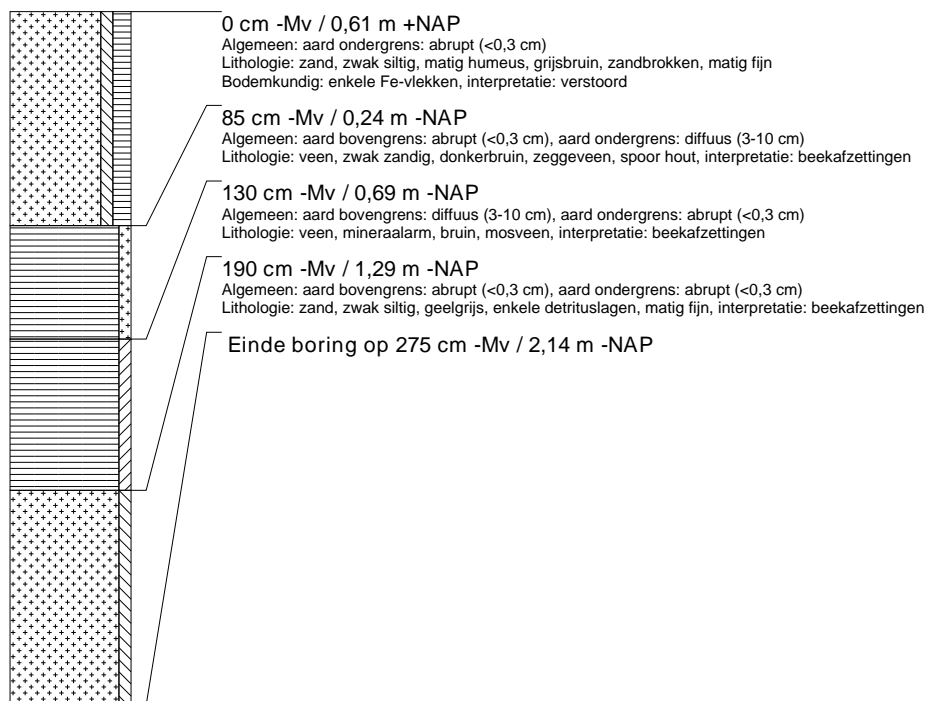 0 cm -Mv / 0,61 m +NAP
Algemeen: aard ondergrens: abrupt (<0,3 cm)
Lithologie: zand, zwak siltig, matig humeus, grijsbruin, zandbrokken, matig fijn
Bodemkundig: enkele Fe-vlekken, interpretatie: verstoord
85 cm -Mv / 0,24 m -NAP
Algemeen: aard bovengrens: abrupt (<0,3 cm), aard ondergrens: diffuus (3-10 cm)
Lithologie: veen, zwak zandig, donkerbruin, zeggeveen, spoor hout, interpretatie: beekafzettingen
130 cm -Mv / 0,69 m -NAP
Algemeen: aard bovengrens: diffuus (3-10 cm), aard ondergrens: abrupt (<0,3 cm)
Lithologie: veen, mineraalarm, bruin, mosveen, interpretatie: beekafzettingen
190 cm -Mv / 1,29 m -NAP
Algemeen: aard bovengrens: abrupt (<0,3 cm), aard ondergrens: abrupt (<0,3 cm)
Lithologie: zand, zwak siltig, geelgrijs, enkele detrituslagen, matig fijn, interpretatie: beekafzettingen
Einde boring op 275 cm -Mv / 2,14 m -NAP